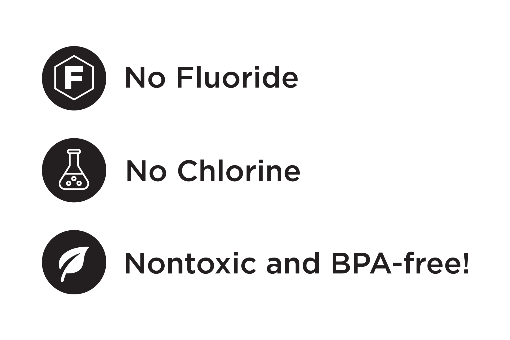 F
No Fluoride
No Chlorine
Nontoxic and BPA-free!